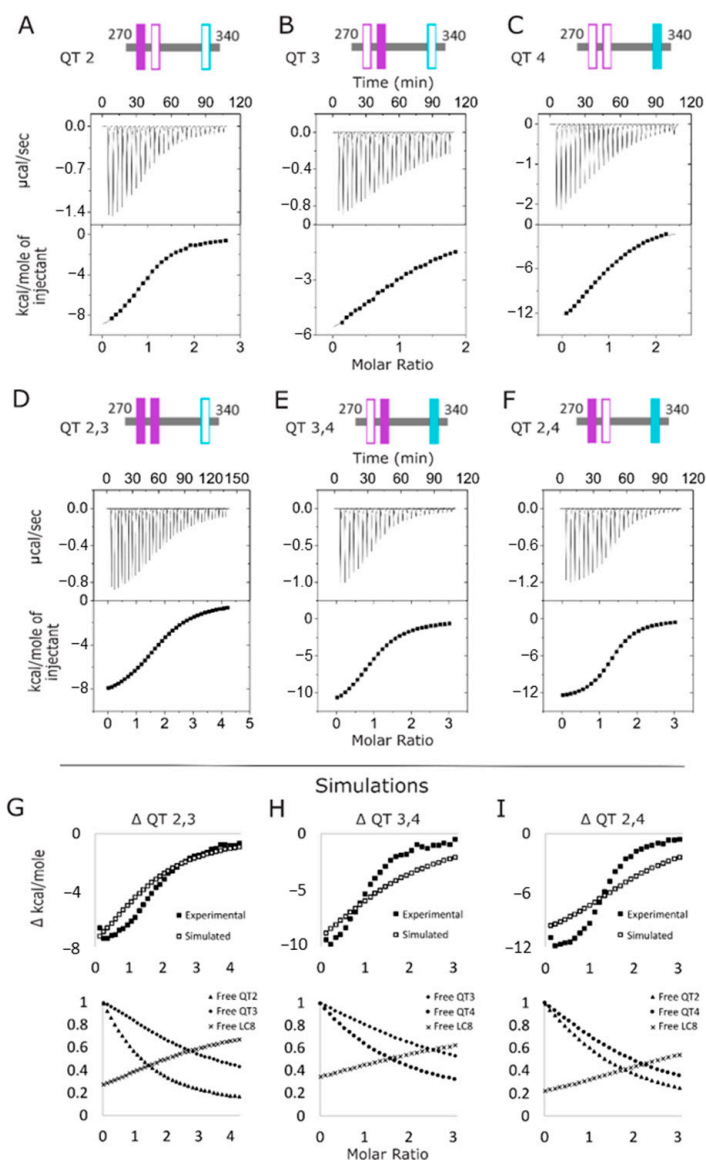 A B C
270 340 270 340 270 340
QT 2 QT 3 QT 4
Time (min)
0 30 60 90 120 0 30 60 90 120 0 30 60 90 120
µcal/sec
0.0
−0.7
−1.4
0.0
−0.4
−0.8
0
−1
−2
kcal/mole of
injectant
0
−4
−8
−3
−6
−6
−12
0 1 2 3 0 1 2 0 1 2
Molar Ratio
D E F
270 340 270 340 270 340
QT 2,3 QT 3,4 QT 2,4
Time (min)
0 30 60 90 120 150 0 30 60 90 120 0 30 60 90 120
µcal/sec
0.0
−0.4
−0.8
0.0
−0.5
−1.0
0.0
−0.6
−1.2
kcal/mole of
injectant
0
−4
−8
0
−5
−10
0
−6
−12
0 1 2 3 4 5 0 1 2 3 0 1 2 3
Molar Ratio
Simulations
G H I
Δ QT 2,3 Δ QT 3,4 Δ QT 2,4
Δ kcal/mole
0
−4
−8
Experimental
Simulated
0 1 2 3 4
0
−5
−10
Experimental
Simulated
0 1 2 3
0
−6
−12
Experimental
Simulated
0 1 2 3
1
0.8
0.6
0.4
0.2
0
Free QT2
Free QT3
Free LC8
0 1 2 3 4
1
0.8
0.6
0.4
0.2
0
Free QT3
Free QT4
Free LC8
0 1 2 3
1
0.8
0.6
0.4
0.2
0
Free QT2
Free QT4
Free LC8
0 1 2 3
Molar Ratio